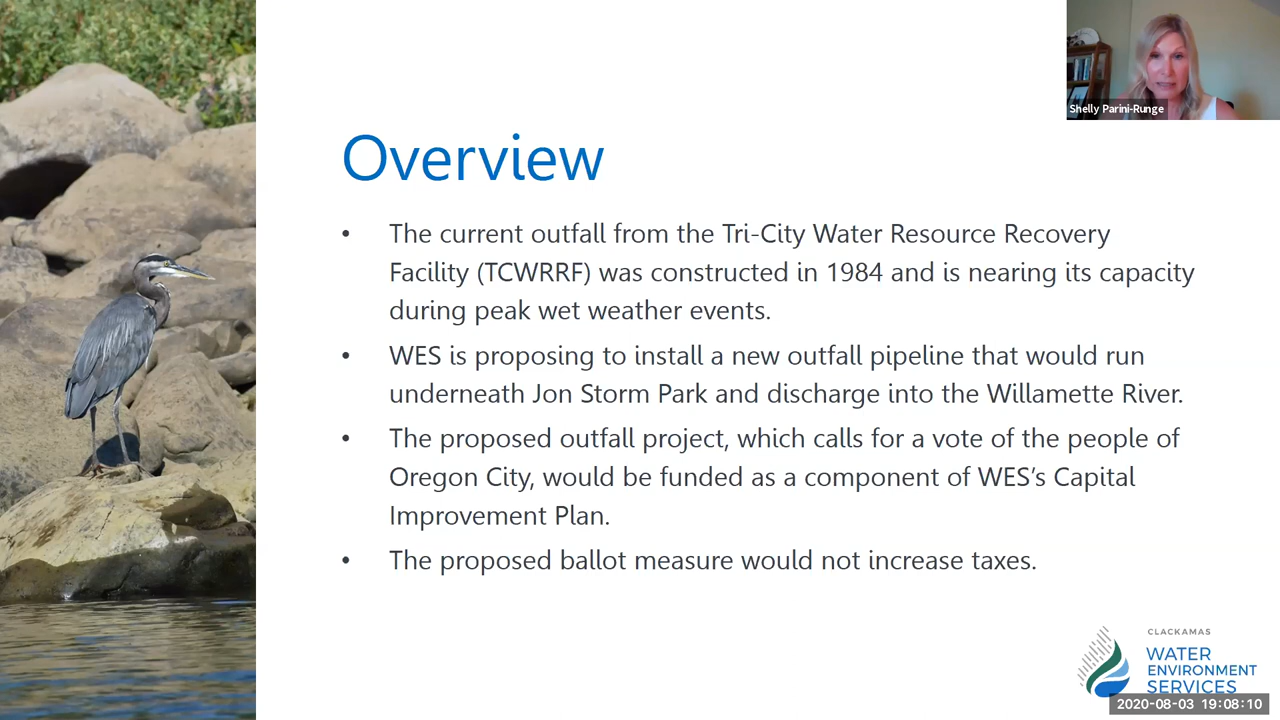 Shelly Parini-Runge
Overview
• The current outfall from the Tri-City Water Resource Recovery
Facility (TCWRRF) was constructed in 1984 and is nearing its capacity
during peak wet weather events.
• WES is proposing to install a new outfall pipeline that would run
underneath Jon Storm Park and discharge into the Willamette River.
• The proposed outfall project, which calls for a vote of the people of
Oregon City, would be funded as a component of WES’s Capital
Improvement Plan.
• The proposed ballot measure would not increase taxes.
CLACKAMAS
WATER
ENVIRONMENT
SERVICES
2020-08-03 19:08:10